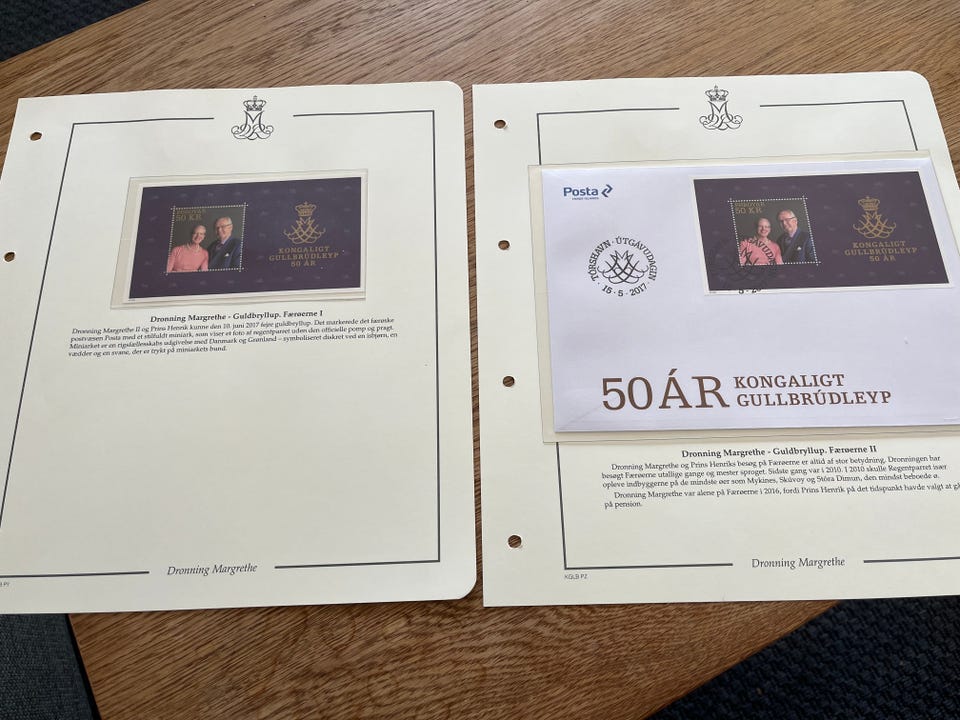 FØROYAR
50 KR
KONGALIGT
GULLBRÚDLEYP
50 ÁR
Dronning Margrethe - Guldbryllup. Færøerne I
Dronning Margrethe II og Prins Henrik kunne den 10. juni 2017 fejre guldbryllup. Det markerede det færøske
postvæsen Posta med et stilfuldt miniark, som viser et foto af regentparret uden den officielle pomp og pragt.
Miniarket er en rigsfællesskabs udgivelse med Danmark og Grønland – symboliseret diskret ved en isbjørn, en
vædder og en svane, der er trykt på miniarkets bund.
Dronning Margrethe
Posta
TÓRSHAVN · ÚTGÁVUDAGIN
15-5-2017
FØROYAR
50 KR
KONGALIGT
GULLBRÚDLEYP
50 ÁR
50 ÁR KONGALIGT
GULLBRÚDLEYP
Dronning Margrethe - Guldbryllup. Færøerne II
Dronning Margrethe og Prins Henriks besøg på Færøerne er altid af stor betydning. Dronningen har
besøgt Færøerne utallige gange og mester sproget. Sidste gang var i 2010. I 2010 skulle Regentparret især
opleve indbyggerne på de mindste øer som Mykines, Skúvoy og Stóra Dímun, den mindst beboede ø.
Dronning Margrethe var alene på Færøerne i 2016, fordi Prins Henrik på det tidspunkt havde valgt at gå
på pension.
Dronning Margrethe
KGLB P2